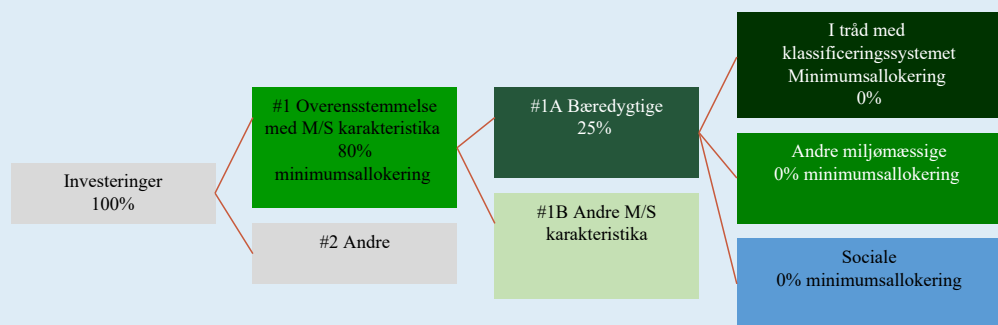 Investeringer
100%
#1 Overensstemmelse
med M/S karakteristika
80%
minimumsallokering
#2 Andre
#1A Bæredygtige
25%
#1B Andre M/S
karakteristika
I tråd med
klassificeringssystemet
Minimumsallokering
0%
Andre miljømæssige
0% minimumsallokering
Sociale
0% minimumsallokering